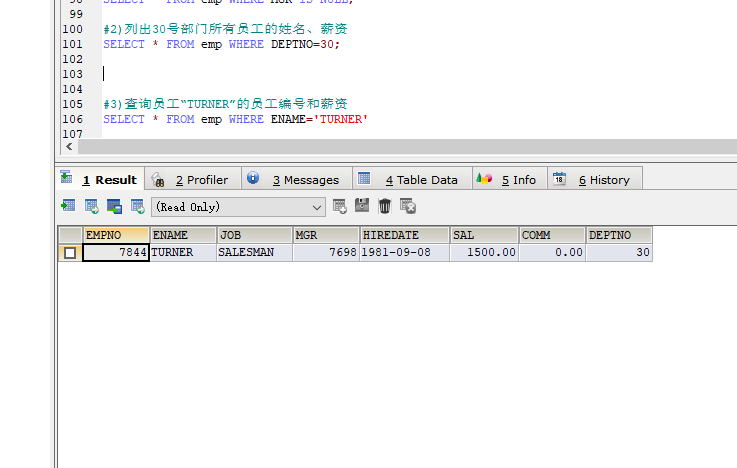 98 SELECT * FROM emp WHERE MGR IS NULL;
99
100 #2)列出30号部门所有员工的姓名、薪资
101 SELECT * FROM emp WHERE DEPTNO=30;
102
103
104
105 #3)查询员工“TURNER”的员工编号和薪资
106 SELECT * FROM emp WHERE ENAME='TURNER'
107
1 Result 2 Profiler 3 Messages 4 Table Data 5 Info 18 6 History
(Read Only)
EMPNO ENAME JOB MGR HIREDATE SAL COMM DEPTNO
7844 TURNER SALESMAN 7698 1981-09-08 1500.00 0.00 30